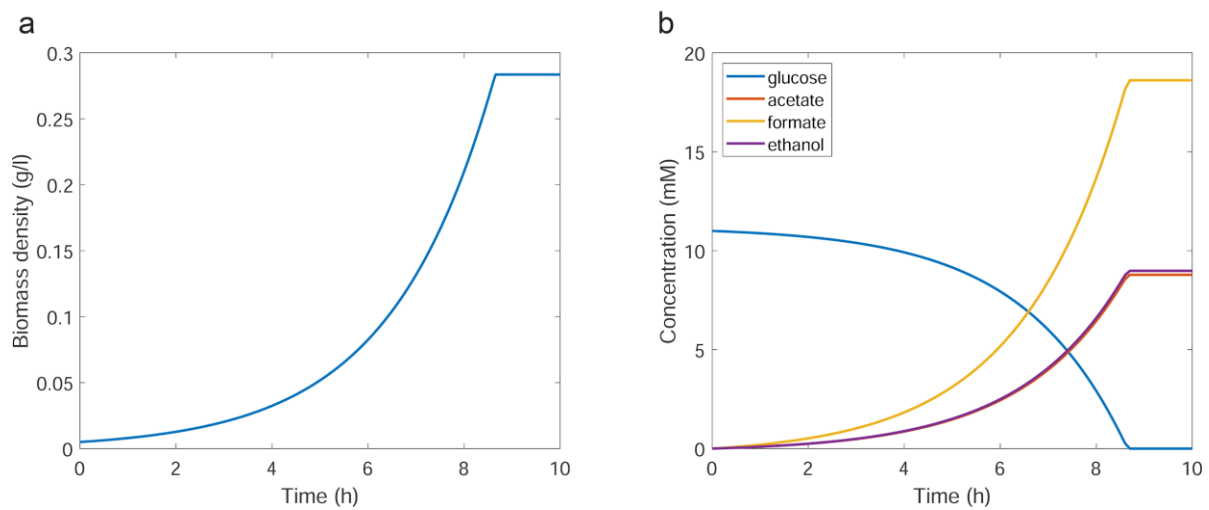 a
0.3
0.25
0.2
0.15
0.1
0.05
0
0 2 4 6 8 10
Biomass density (g/l)
Time (h)
b
20
15
10
5
0
0 2 4 6 8 10
Concentration (mM)
Time (h)
glucose
acetate
formate
ethanol